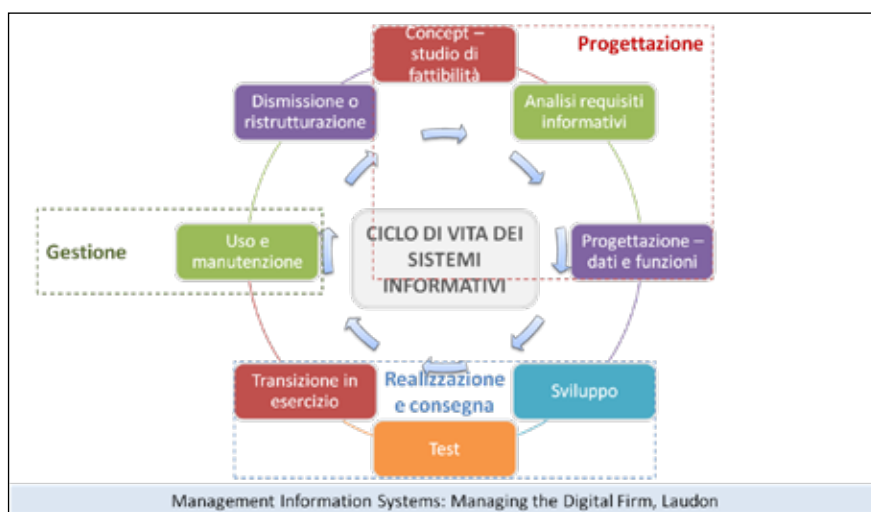 Concept –
studio di
fattibilità
Progettazione
Dismissione o
ristrutturazione
Analisi requisiti
informativi
Gestione
Uso e
manutenzione
CICLO DI VITA DEI
SISTEMI
INFORMATIVI
Progettazione –
dati e funzioni
Transizione in
esercizio
Realizzazione
e consegna
Sviluppo
Test
Management Information Systems: Managing the Digital Firm, Laudon